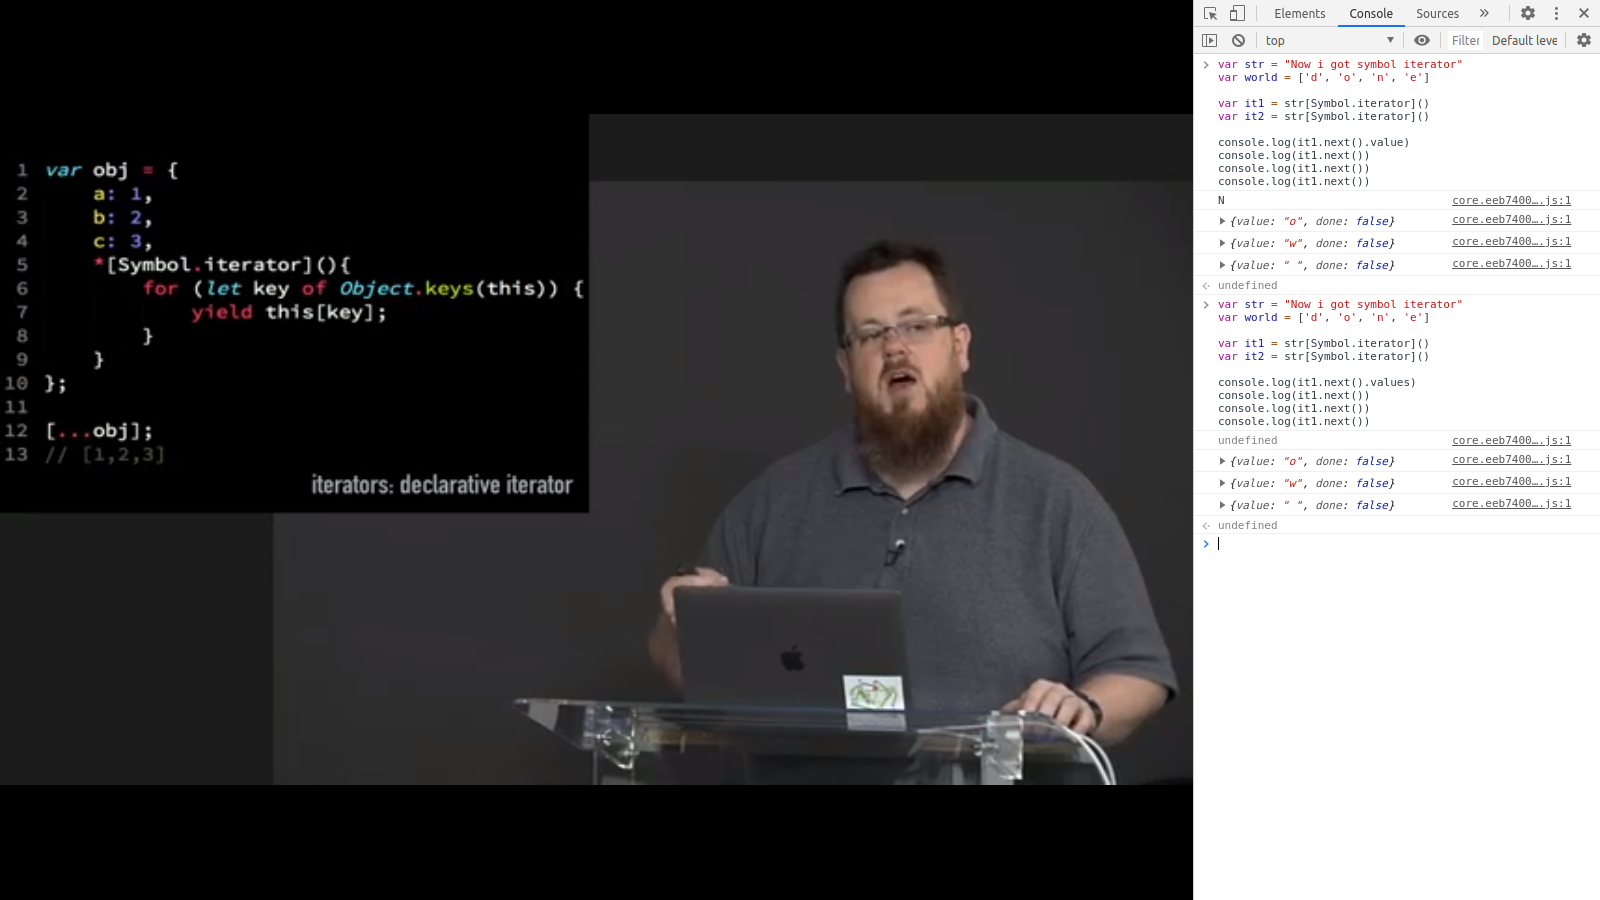 1 var obj = {
2 a: 1,
3 b: 2,
4 c: 3,
5 *[Symbol.iterator](){
6 for (let key of Object.keys(this)) {
7 yield this[key];
8 }
9 }
10 };
11
12 [...obj];
13 // [1,2,3]
iterators: declarative iterator
Elements Console Sources »
top Filter Default leve
> var str = "Now i got symbol iterator"
var world = ['d', 'o', 'n', 'e']
var it1 = str[Symbol.iterator]()
var it2 = str[Symbol.iterator]()
console.log(it1.next().value)
console.log(it1.next())
console.log(it1.next())
console.log(it1.next())
N core.eeb7400….js:1
{value: "o", done: false} core.eeb7400….js:1
{value: "w", done: false} core.eeb7400….js:1
{value: " ", done: false} core.eeb7400….js:1
undefined
> var str = "Now i got symbol iterator"
var world = ['d', 'o', 'n', 'e']
var it1 = str[Symbol.iterator]()
var it2 = str[Symbol.iterator]()
console.log(it1.next().values)
console.log(it1.next())
console.log(it1.next())
console.log(it1.next())
undefined core.eeb7400….js:1
{value: "o", done: false} core.eeb7400….js:1
{value: "w", done: false} core.eeb7400….js:1
{value: " ", done: false} core.eeb7400….js:1
undefined
>